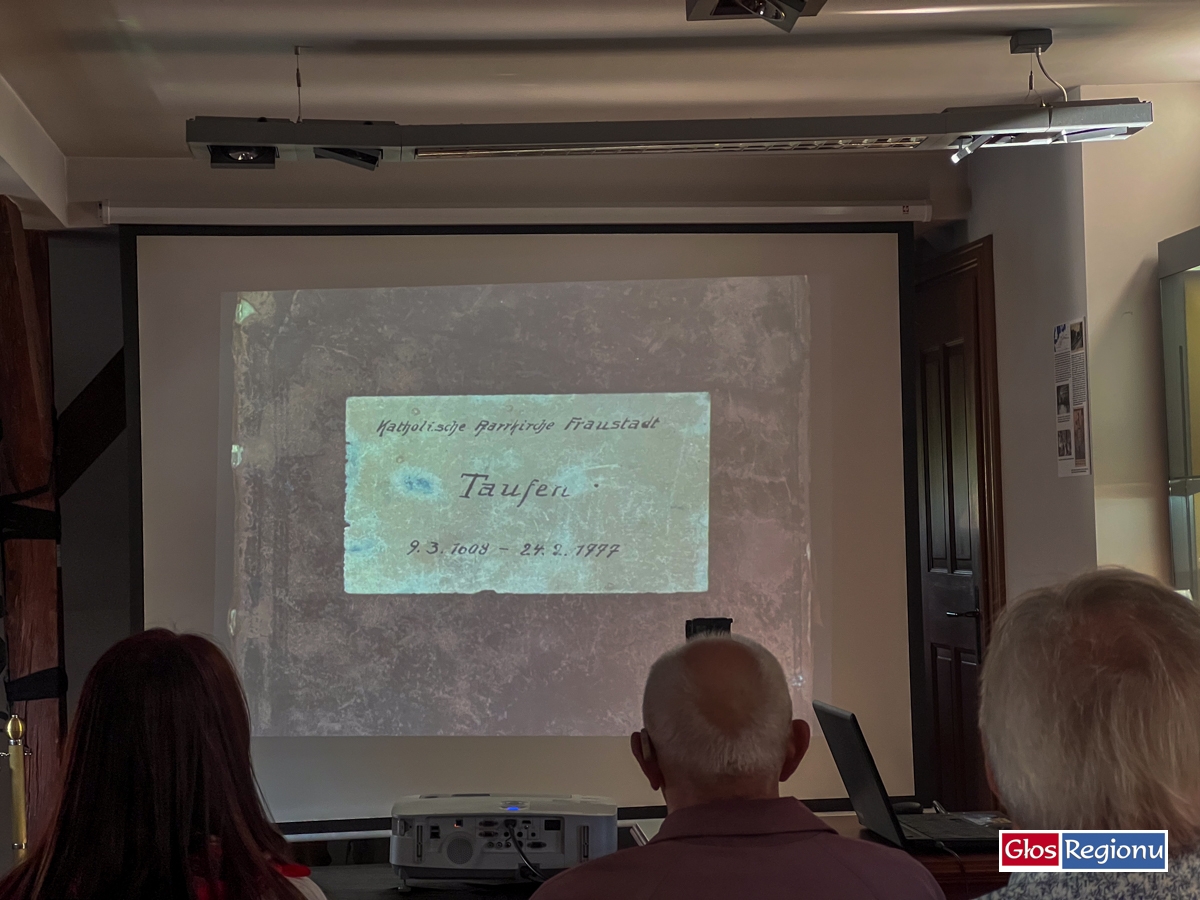 Katholische Pfarrkirche Fraustadt
Taufen.
9. 3. 1608 – 24. 2. 1777
Głos Regionu